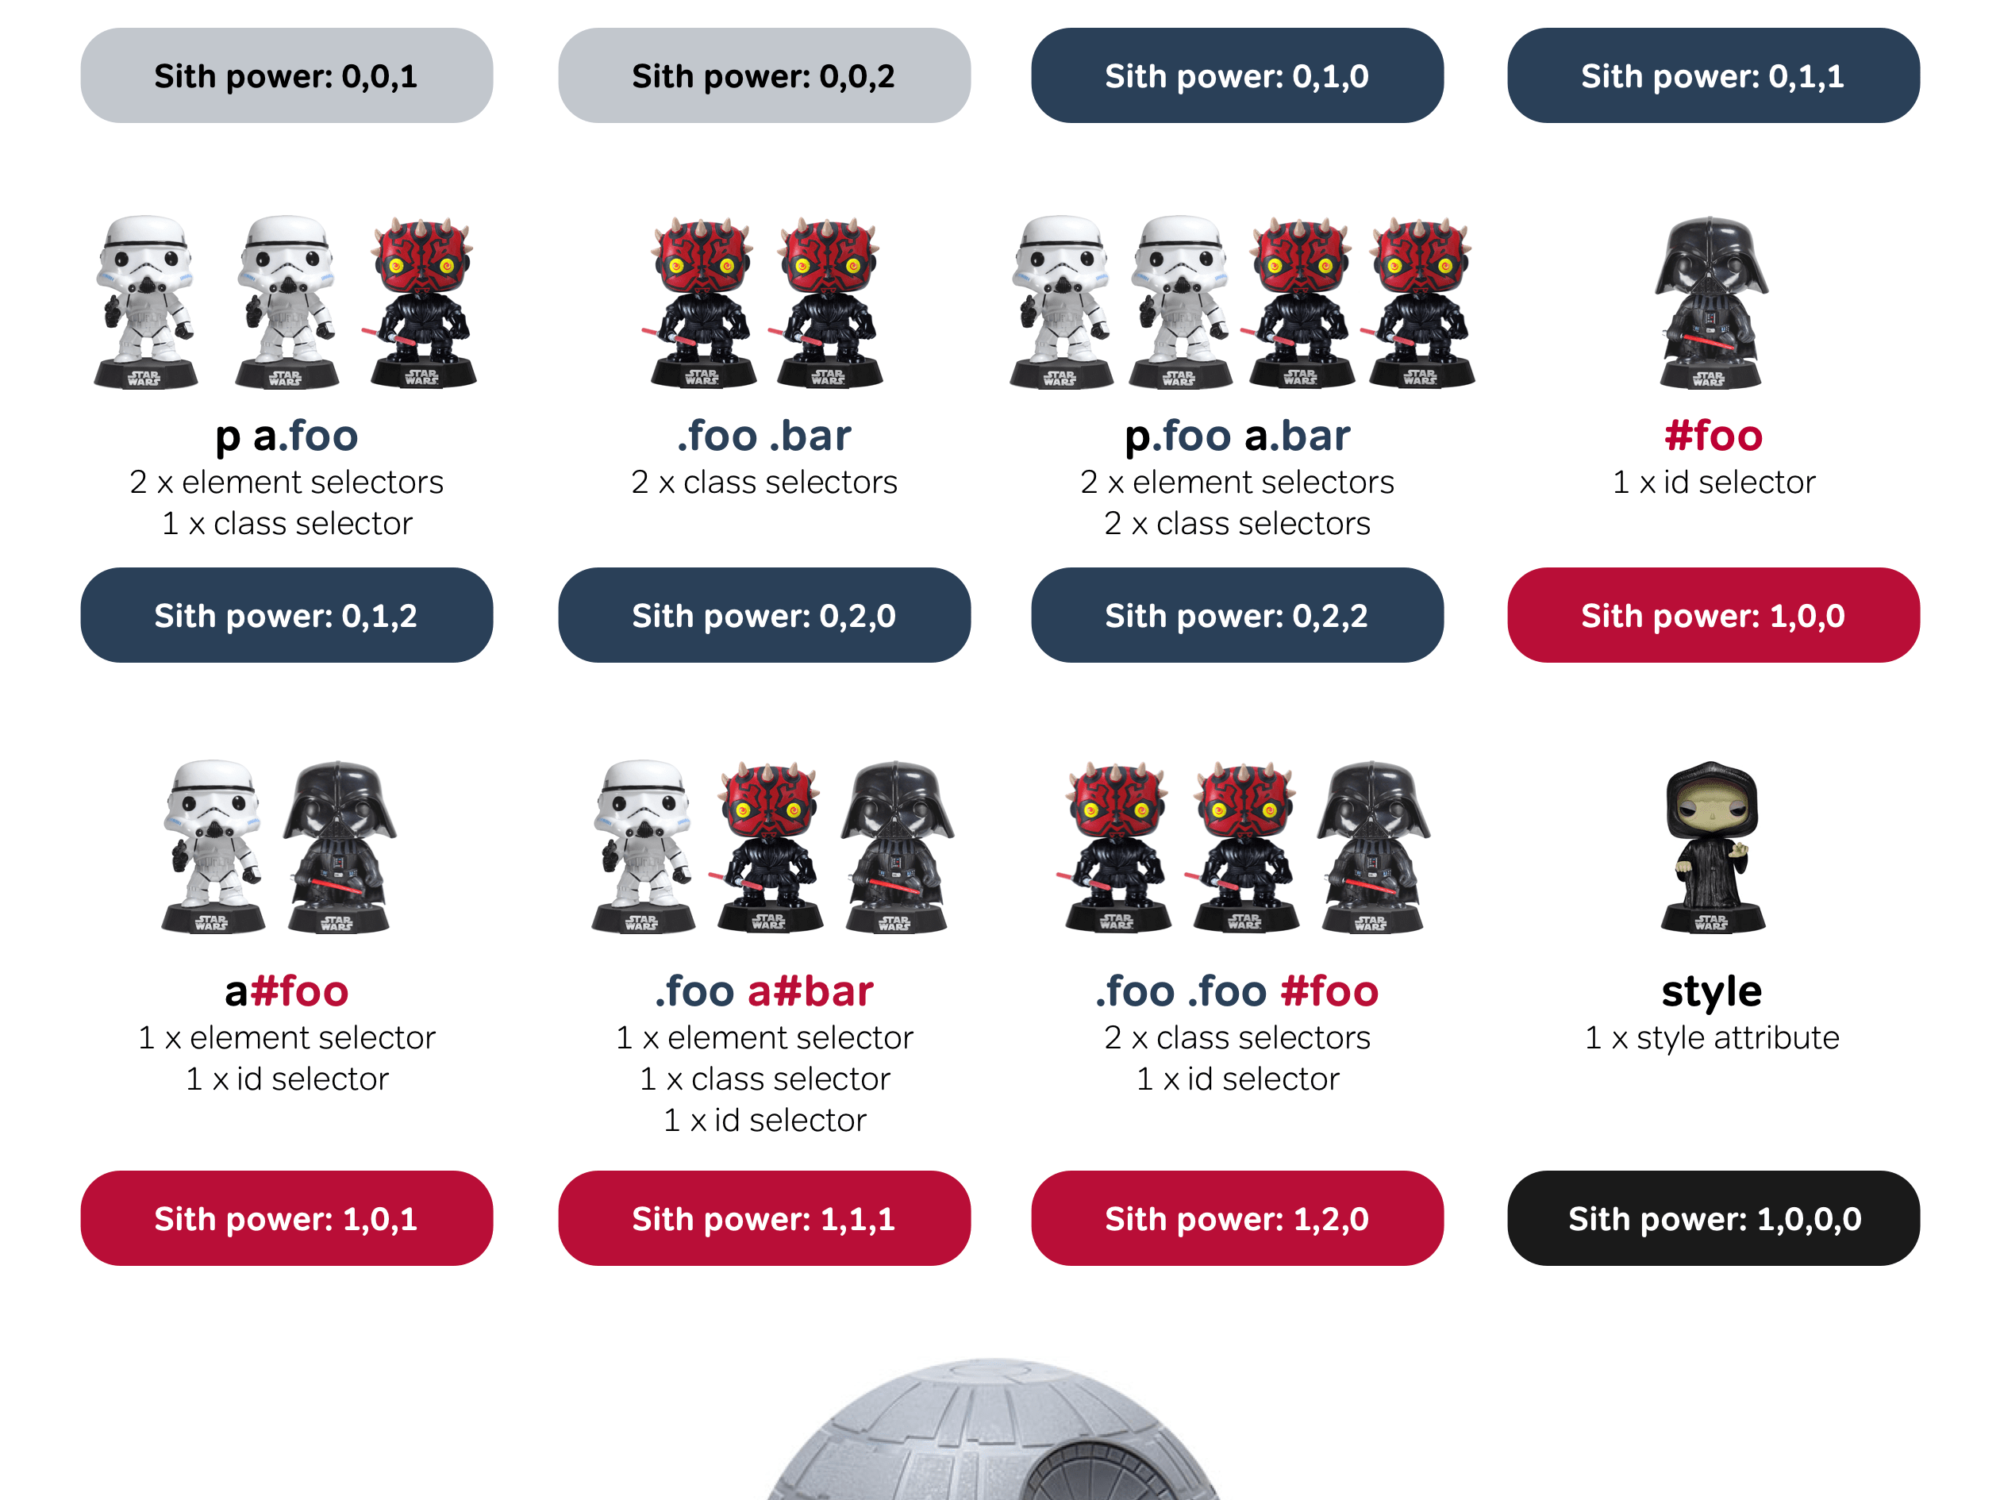 Sith power: 0,0,1
Sith power: 0,0,2
Sith power: 0,1,0
Sith power: 0,1,1
STAR WARS
STAR WARS
STAR WARS
p a.foo
2 x element selectors
1 x class selector
Sith power: 0,1,2
STAR WARS
STAR WARS
.foo .bar
2 x class selectors
Sith power: 0,2,0
STAR WARS
STAR WARS
STAR WARS
STAR WARS
p.foo a.bar
2 x element selectors
2 x class selectors
Sith power: 0,2,2
STAR WARS
#foo
1 x id selector
Sith power: 1,0,0
STAR WARS
STAR WARS
a#foo
1 x element selector
1 x id selector
Sith power: 1,0,1
STAR WARS
STAR WARS
STAR WARS
.foo a#bar
1 x element selector
1 x class selector
1 x id selector
Sith power: 1,1,1
STAR WARS
STAR WARS
STAR WARS
.foo .foo #foo
2 x class selectors
1 x id selector
Sith power: 1,2,0
STAR WARS
style
1 x style attribute
Sith power: 1,0,0,0